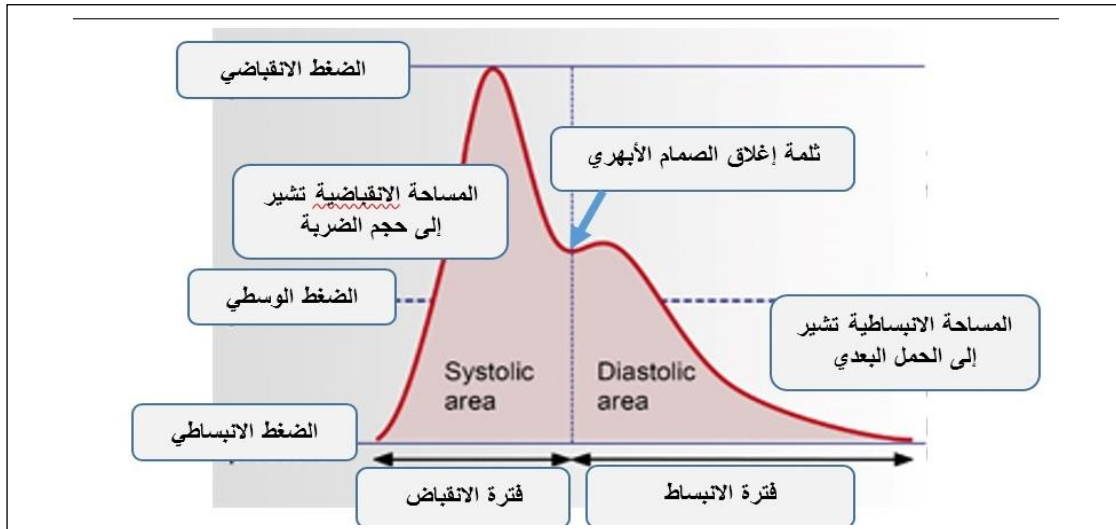 الضغط الانقباضي
ثلمة إغلاق الصمام الأبهري
المساحة الانقباضية تشير
إلى حجم الضربة
الضغط الوسطي
المساحة الانبساطية تشير
إلى الحمل البعدي
Systolic
area
Diastolic
area
الضغط الانبساطي
فترة الانقباض
فترة الانبساط